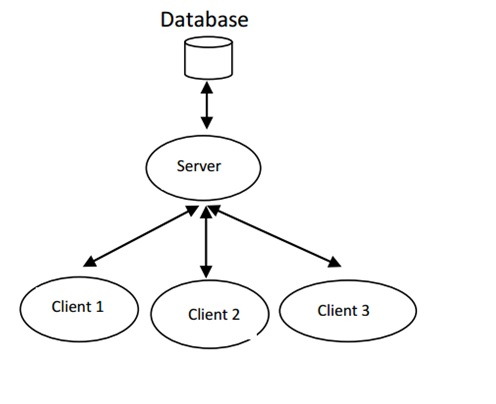 Database
Server
Client 1
Client 2
Client 3